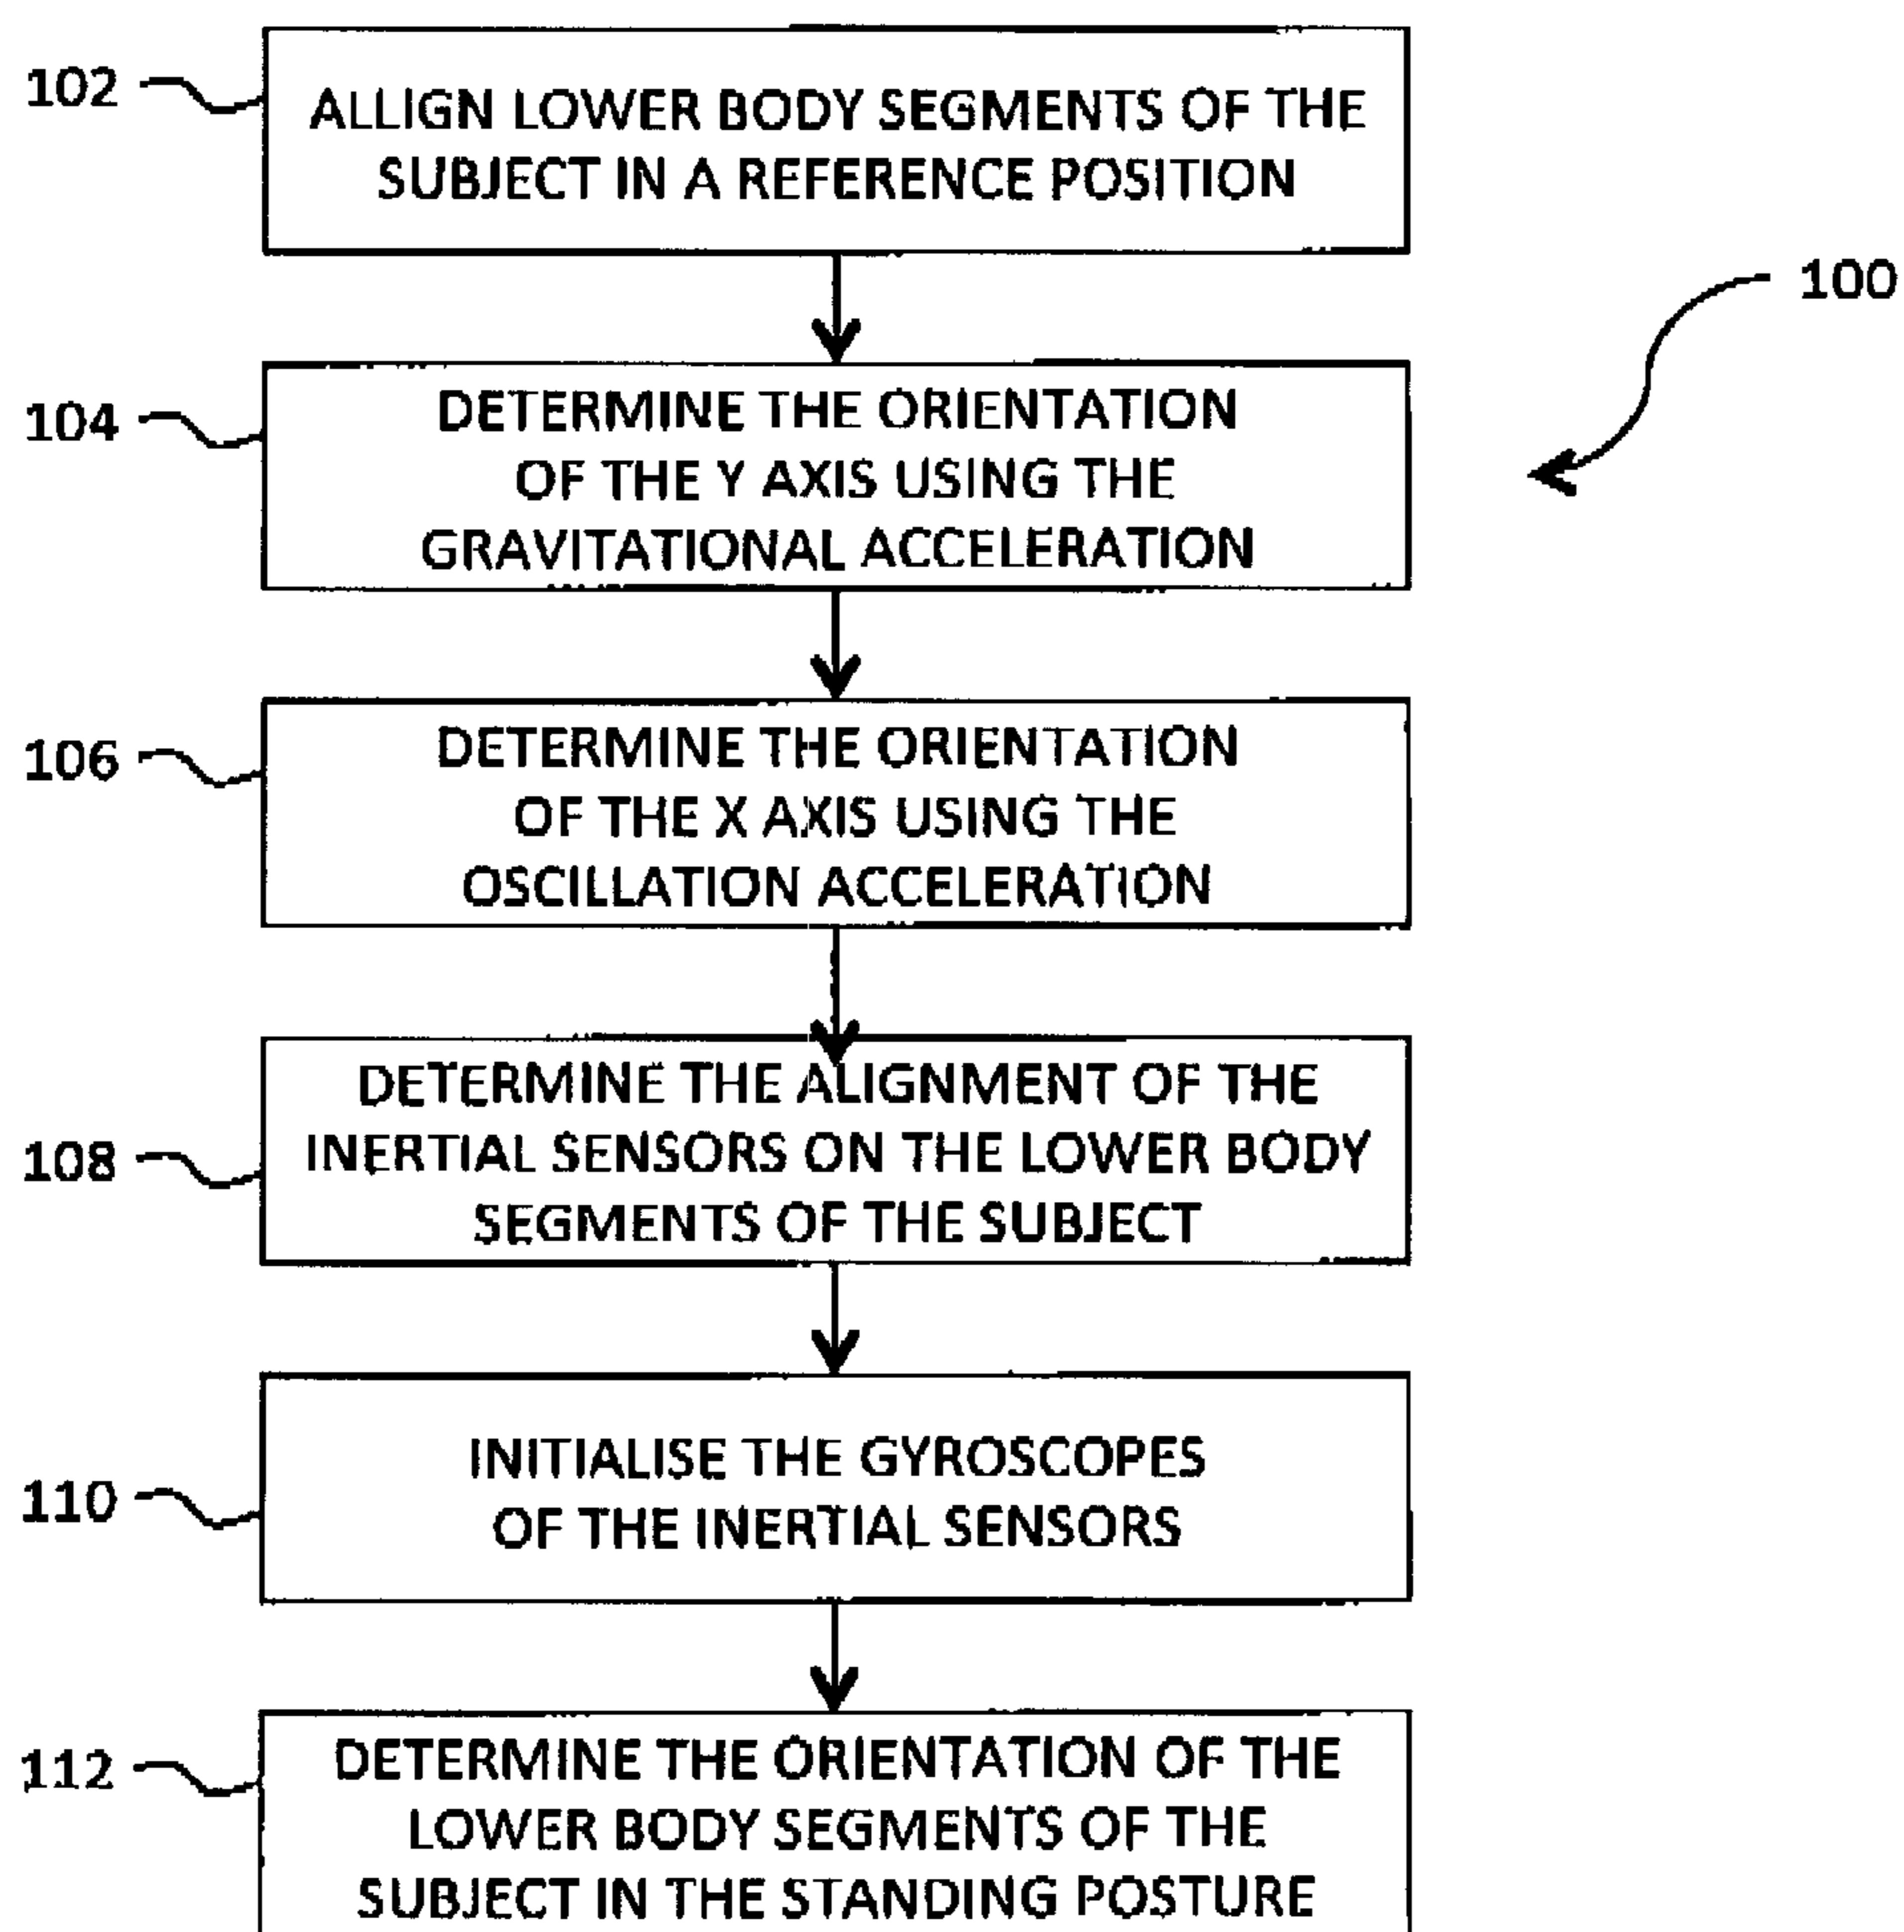 102
ALLIGN LOWER BODY SEGMENTS OF THE
SUBJECT IN A REFERENCE POSITION
100
104
DETERMINE THE ORIENTATION
OF THE Y AXIS USING THE
GRAVITATIONAL ACCELERATION
106
DETERMINE THE ORIENTATION
OF THE X AXIS USING THE
OSCILLATION ACCELERATION
108
DETERMINE THE ALIGNMENT OF THE
INERTIAL SENSORS ON THE LOWER BODY
SEGMENTS OF THE SUBJECT
110
INITIALISE THE GYROSCOPES
OF THE INERTIAL SENSORS
112
DETERMINE THE ORIENTATION OF THE
LOWER BODY SEGMENTS OF THE
SUBJECT IN THE STANDING POSTURE